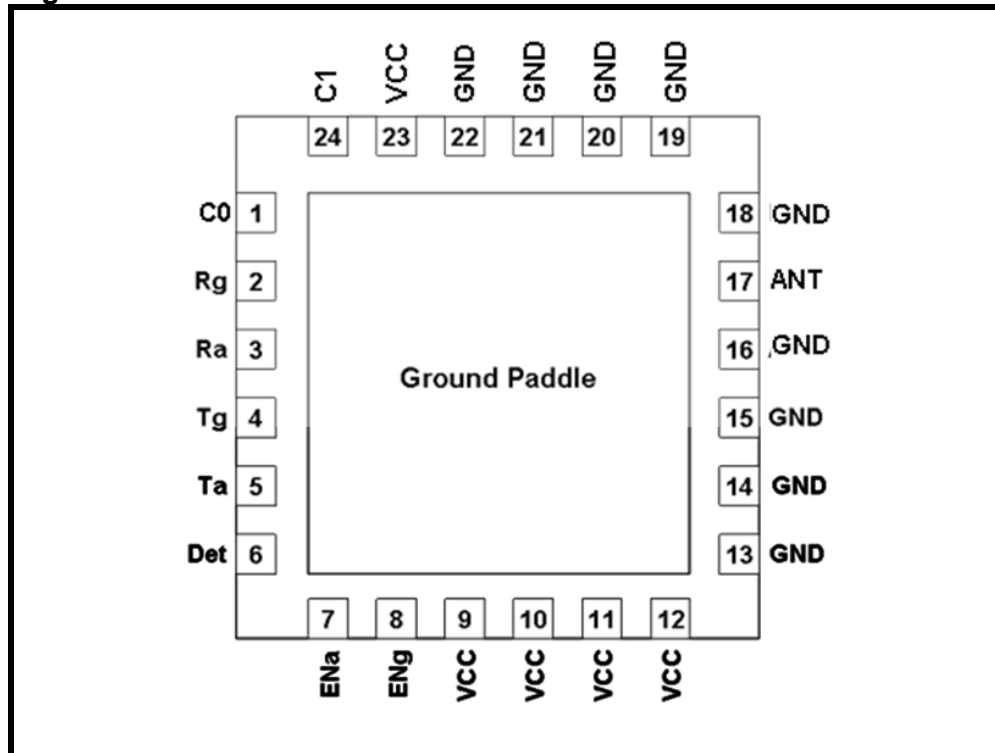 C1 VCC GND GND GND GND
24 23 22 21 20 19
C0 1 18 GND
Rg 2 17 ANT
Ra 3 16 GND
Ground Paddle
Tg 4 15 GND
Ta 5 14 GND
Det 6 13 GND
7 8 9 10 11 12
ENa ENg VCC VCC VCC VCC